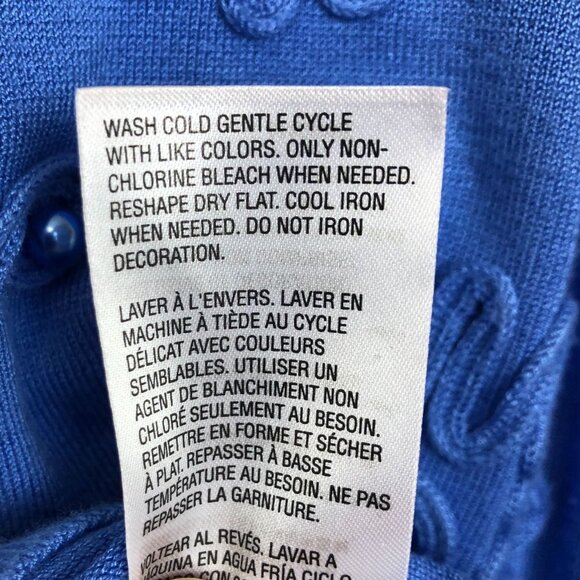 WASH COLD GENTLE CYCLE
WITH LIKE COLORS. ONLY NON-
CHLORINE BLEACH WHEN NEEDED.
RESHAPE DRY FLAT. COOL IRON
WHEN NEEDED. DO NOT IRON
DECORATION.
LAVER À L'ENVERS. LAVER EN
MACHINE À TIÈDE AU CYCLE
DÉLICAT AVEC COULEURS
SEMBLABLES. UTILISER UN
AGENT DE BLANCHIMENT NON
CHLORÉ SEULEMENT AU BESOIN.
REMETTRE EN FORME ET SÉCHER
À PLAT. REPASSER À BASSE
TEMPÉRATURE AU BESOIN. NE PAS
REPASSER LA GARNITURE.
VOLTEAR AL REVÉS. LAVAR A
MÁQUINA EN AGUA FRÍA CICLO